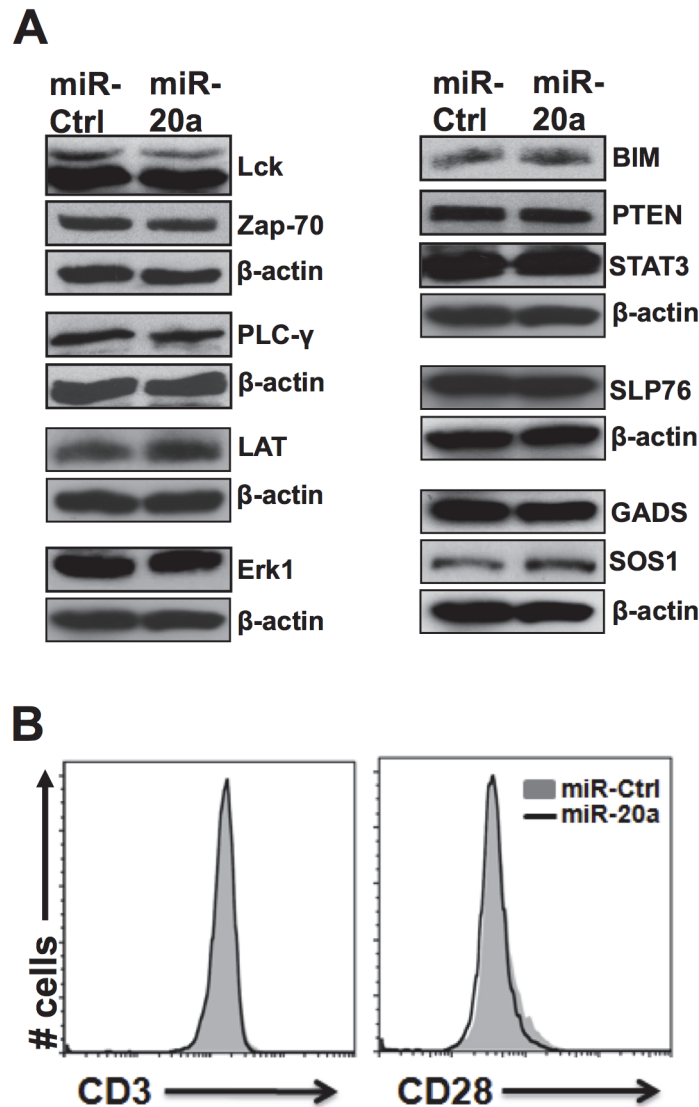 A
miR-
Ctrl
miR-
20a
Lck
Zap-70
β-actin
PLC-γ
β-actin
LAT
β-actin
Erk1
β-actin
miR-
Ctrl
miR-
20a
BIM
PTEN
STAT3
β-actin
SLP76
β-actin
GADS
SOS1
β-actin
B
# cells
CD3
miR-Ctrl
miR-20a
CD28